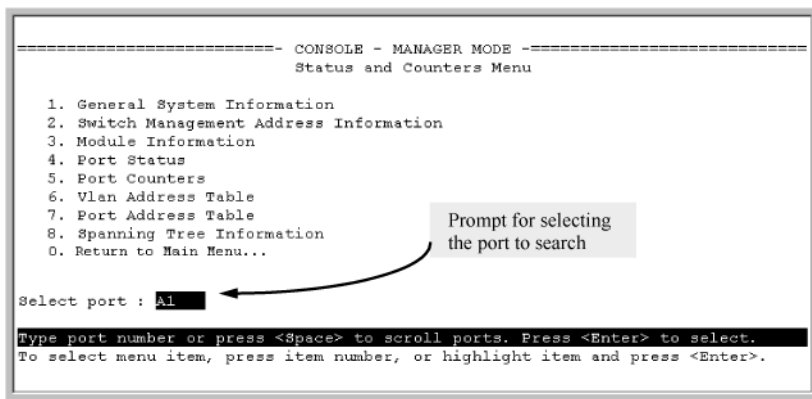 ===========================- CONSOLE - MANAGER MODE -============================
Status and Counters Menu
1. General System Information
2. Switch Management Address Information
3. Module Information
4. Port Status
5. Port Counters
6. Vlan Address Table
7. Port Address Table
8. Spanning Tree Information
0. Return to Main Menu...
Prompt for selecting
the port to search
Select port : A1
Type port number or press <Space> to scroll ports. Press <Enter> to select.
To select menu item, press item number, or highlight item and press <Enter>.